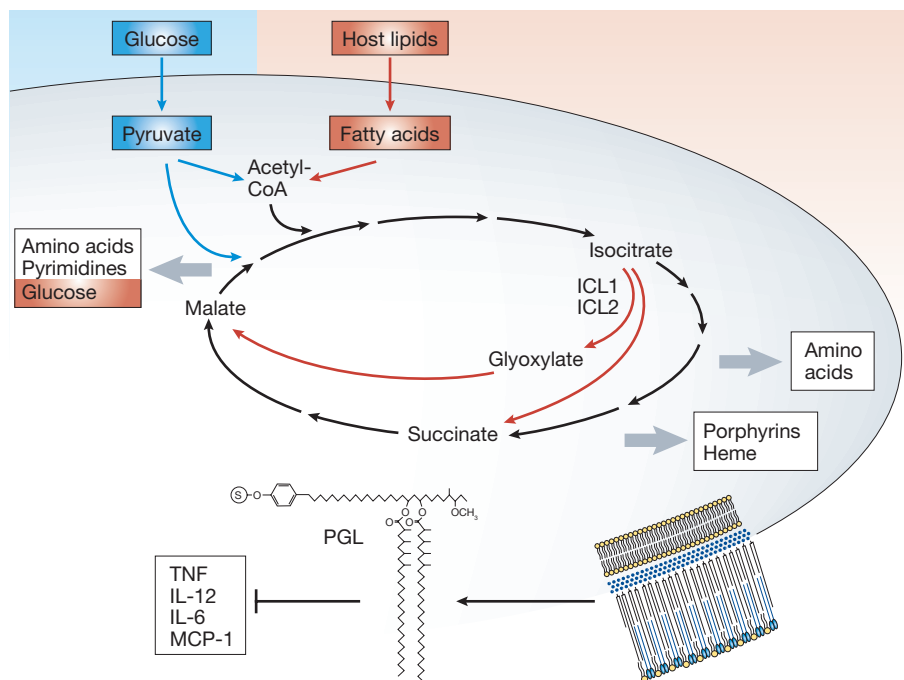 Glucose
Host lipids
Pyruvate
Fatty acids
Acetyl-
CoA
Isocitrate
Amino acids
Pyrimidines
Glucose
ICL1
ICL2
Malate
Glyoxylate
Amino
acids
Succinate
Porphyrins
Heme
S
O
O
O
OCH3
O
O
PGL
TNF
IL-12
IL-6
MCP-1